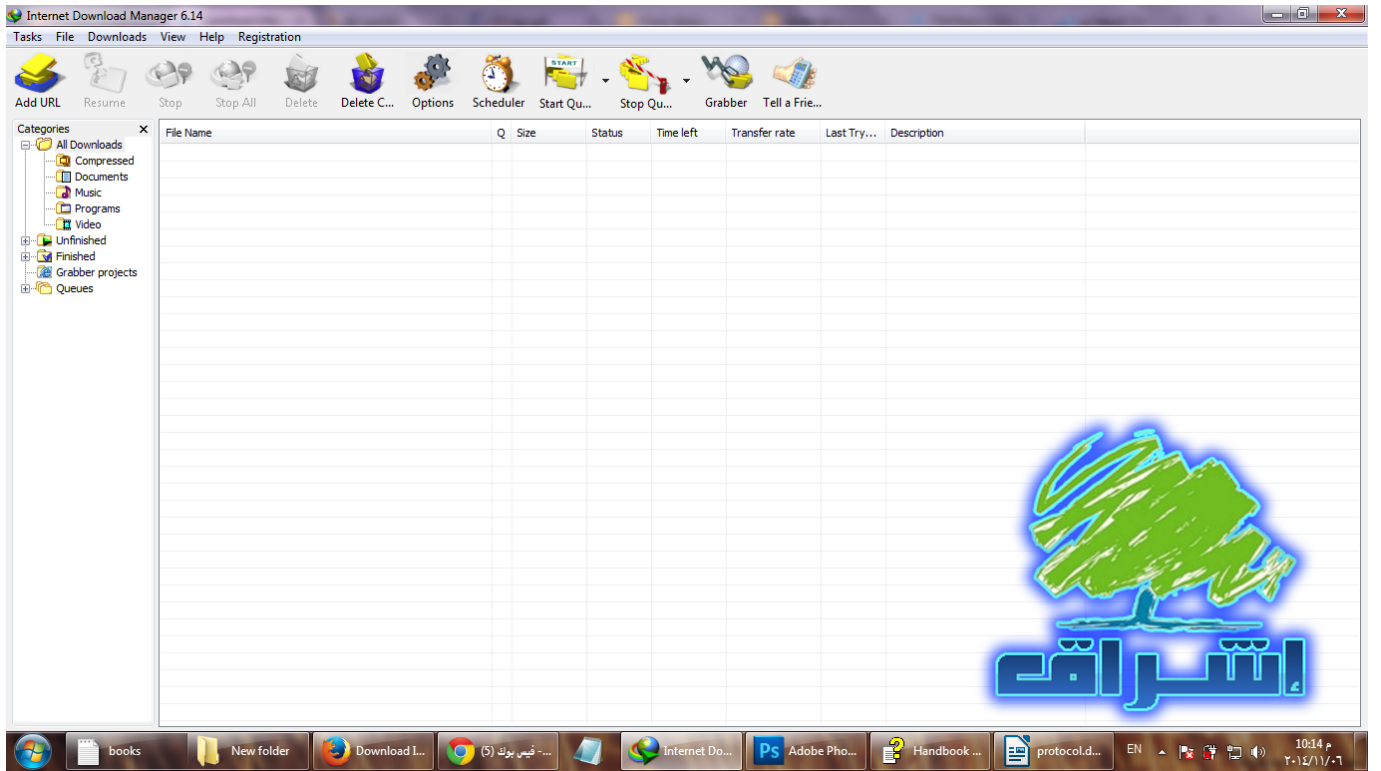 Internet Download Manager 6.14
Tasks File Downloads View Help Registration
Add URL Resume Stop Stop All Delete Delete C... Options Scheduler Start Qu... Stop Qu... Grabber Tell a Frie...
START
Categories
File Name Q Size Status Time left Transfer rate Last Try... Description
All Downloads
Compressed
Documents
Music
Programs
Video
Unfinished
Finished
Grabber projects
Queues
إشراق
books New folder Download I... (5) فيس بوك -... Internet Do... Ps Adobe Pho... Handbook ... protocol.d... EN
10:14 م
٢٠١٤/١١/٠٦